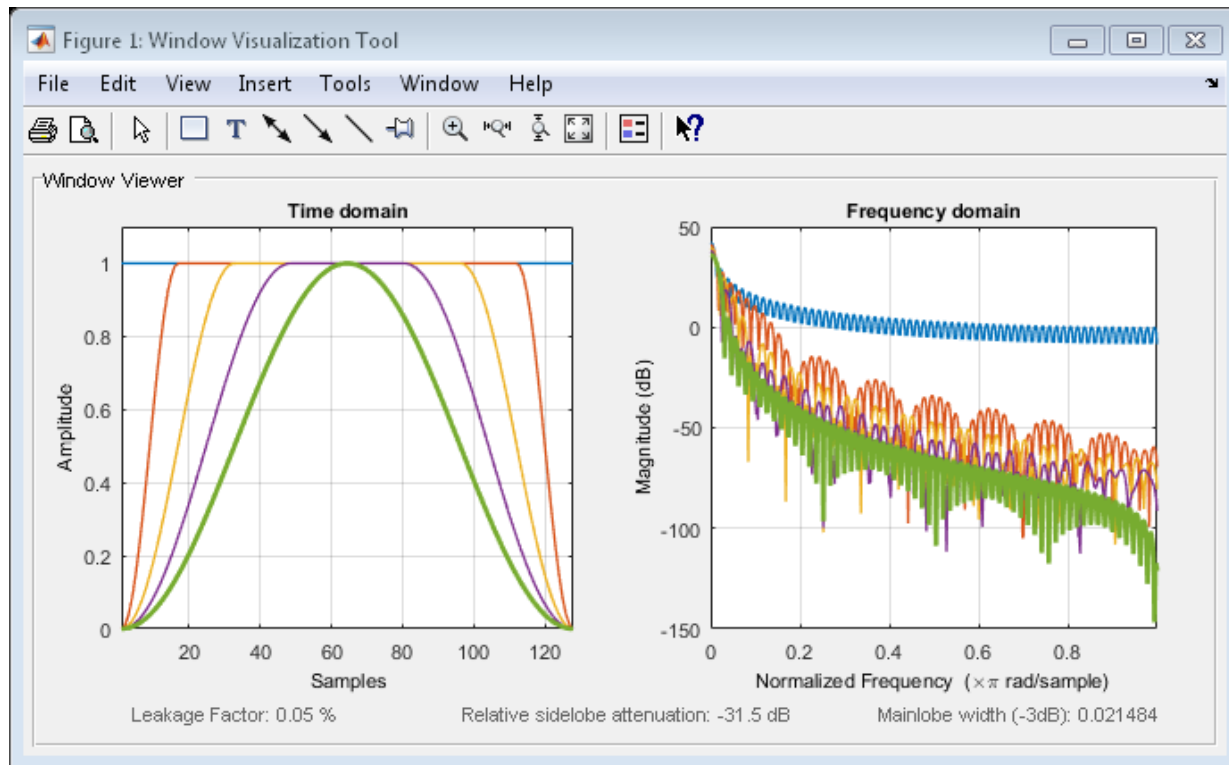 Figure 1: Window Visualization Tool
File Edit View Insert Tools Window Help
T
?
Window Viewer
Time domain
Amplitude
1
0.8
0.6
0.4
0.2
0
20 40 60 80 100 120
Samples
Frequency domain
Magnitude (dB)
50
0
-50
-100
-150
0 0.2 0.4 0.6 0.8
Normalized Frequency (×π rad/sample)
Leakage Factor: 0.05 % Relative sidelobe attenuation: -31.5 dB Mainlobe width (-3dB): 0.021484